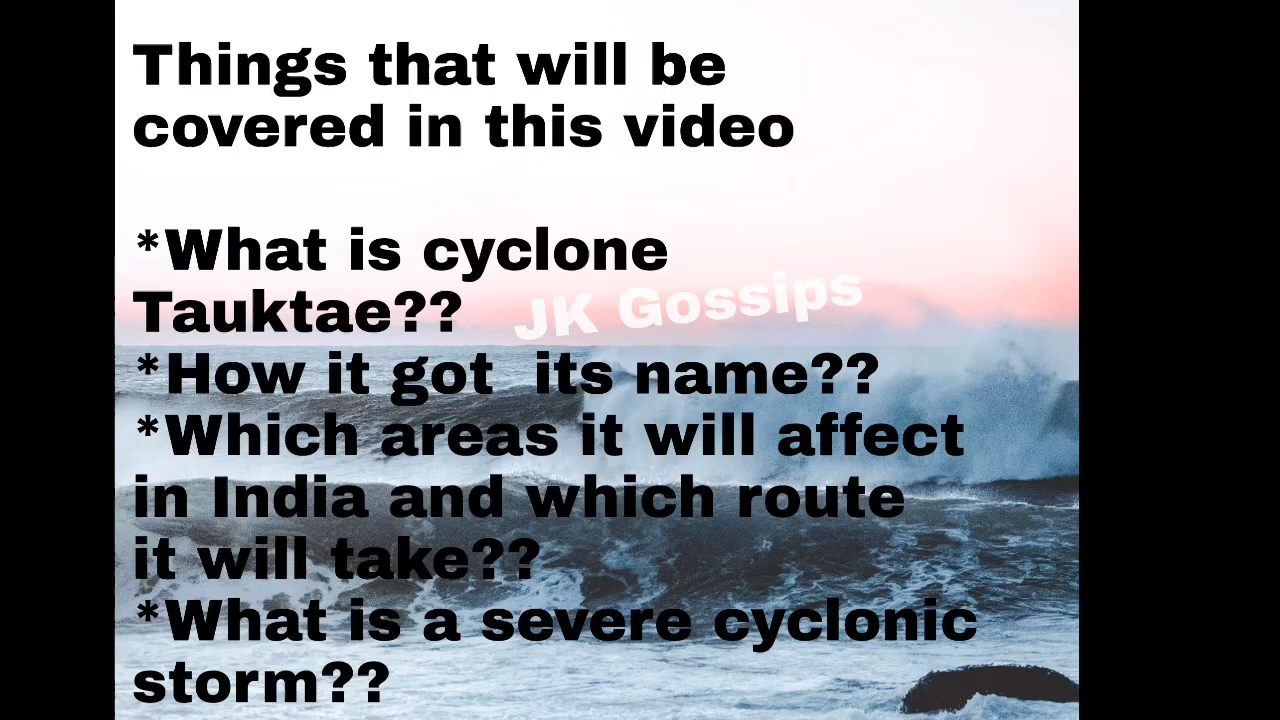 Things that will be
covered in this video
*What is cyclone
Tauktae??
JK Gossips
*How it got its name??
*Which areas it will affect
in India and which route
it will take??
*What is a severe cyclonic
storm??